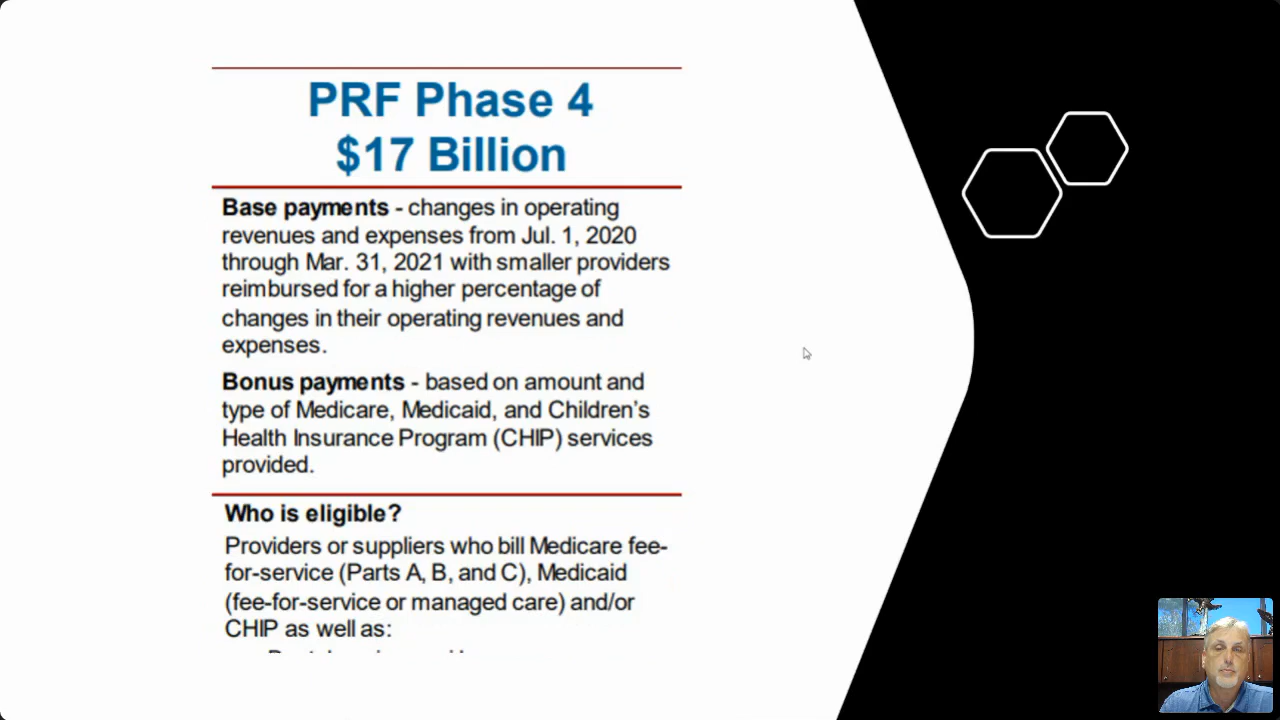 PRF Phase 4
$17 Billion
Base payments - changes in operating
revenues and expenses from Jul. 1, 2020
through Mar. 31, 2021 with smaller providers
reimbursed for a higher percentage of
changes in their operating revenues and
expenses.
Bonus payments - based on amount and
type of Medicare, Medicaid, and Children’s
Health Insurance Program (CHIP) services
provided.
Who is eligible?
Providers or suppliers who bill Medicare fee-
for-service (Parts A, B, and C), Medicaid
(fee-for-service or managed care) and/or
CHIP as well as: